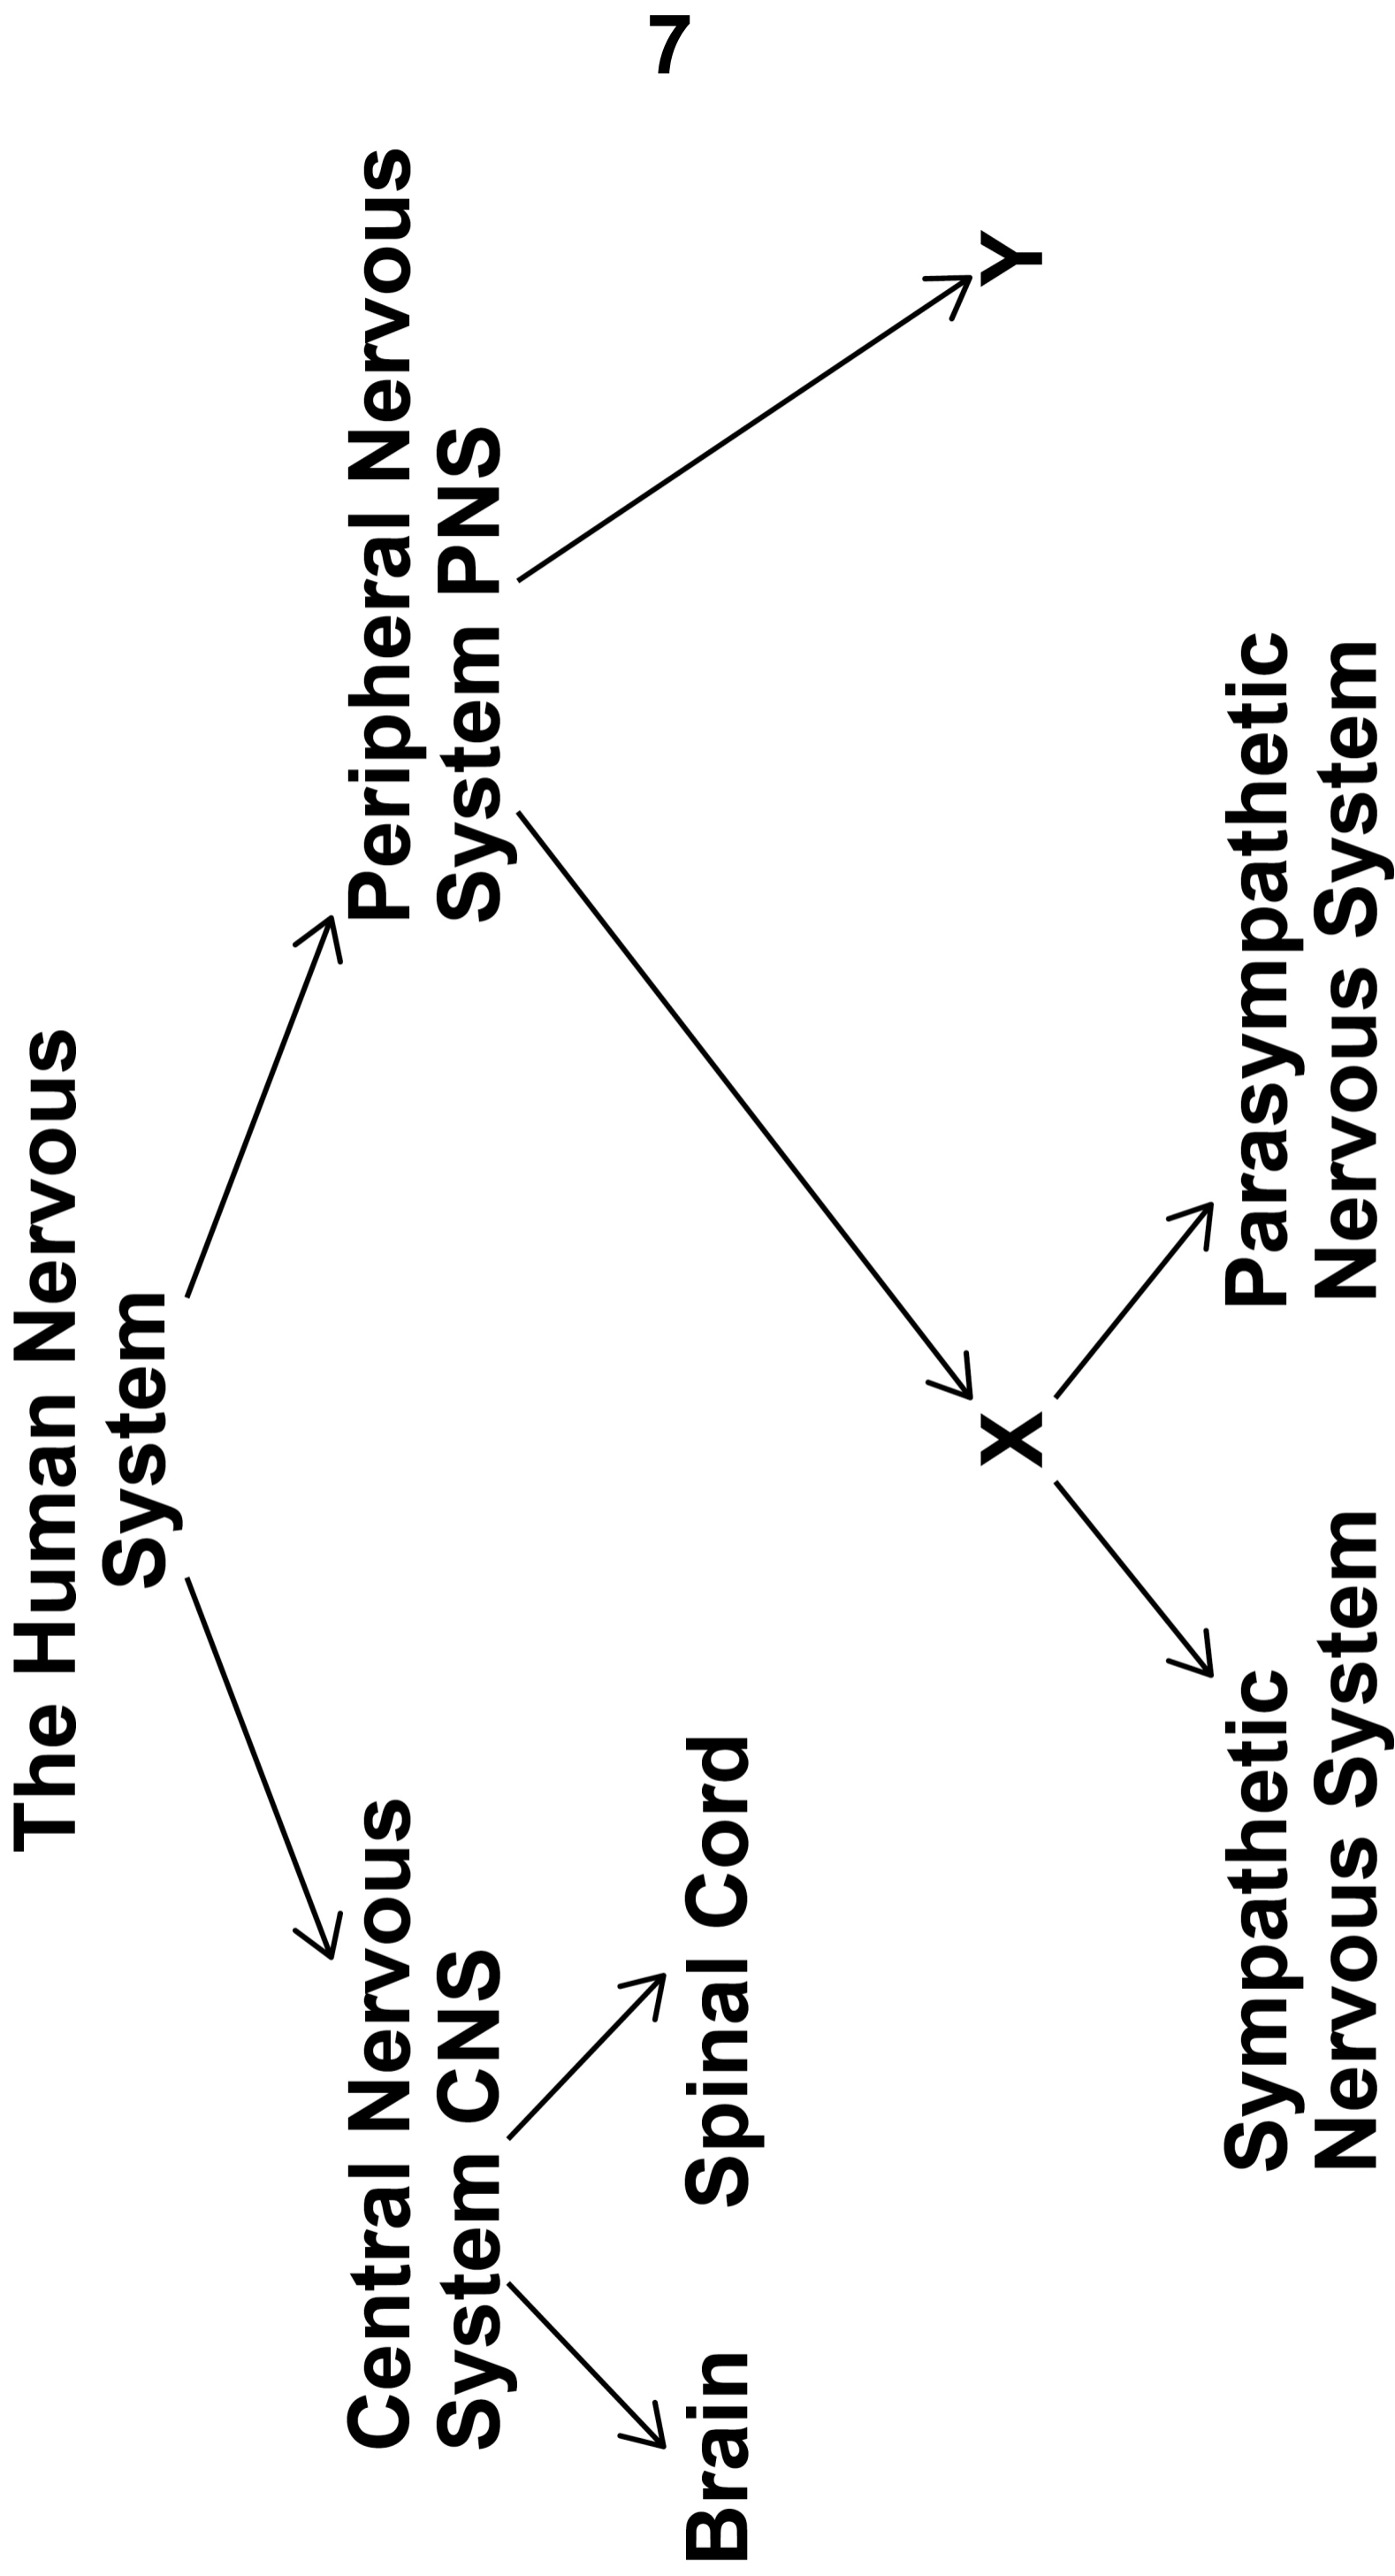 The Human Nervous
System
Central Nervous
System CNS
Peripheral Nervous
System PNS
Brain
Spinal Cord
X
Y
Sympathetic
Nervous System
Parasympathetic
Nervous System
7